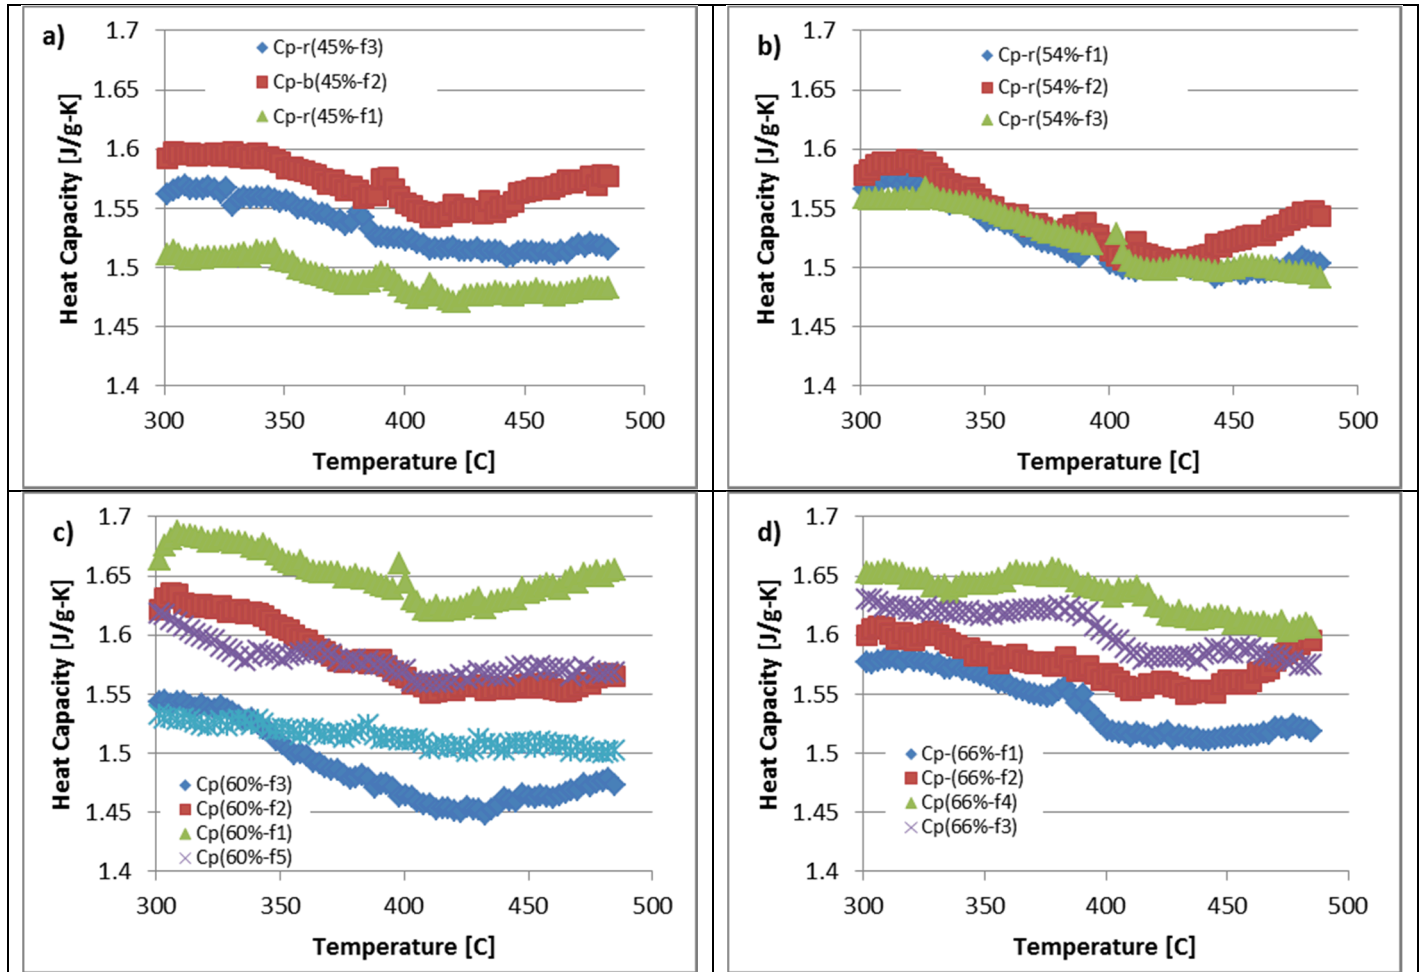 a)
Cp-r(45%-f3)
Cp-b(45%-f2)
Cp-r(45%-f1)
1.7
1.65
1.6
1.55
1.5
1.45
1.4
Heat Capacity [J/g-K]
300 350 400 450 500
Temperature [C]
b)
Cp-r(54%-f1)
Cp-r(54%-f2)
Cp-r(54%-f3)
1.7
1.65
1.6
1.55
1.5
1.45
1.4
Heat Capacity [J/g-K
300 350 400 450 500
Temperature [C]
c)
1.7
1.65
1.6
1.55
1.5
1.45
1.4
Heat Capacity [J/g-K]
Cp(60%-f3)
Cp(60%-f2)
Cp(60%-f1)
Cp(60%-f5)
300 350 400 450 500
Temperature [C]
d)
1.7
1.65
1.6
1.55
1.5
1.45
1.4
Heat Capacity [J/g-K]
Cp-(66%-f1)
Cp-(66%-f2)
Cp(66%-f4)
Cp(66%-f3)
300 350 400 450 500
Temperature [C]